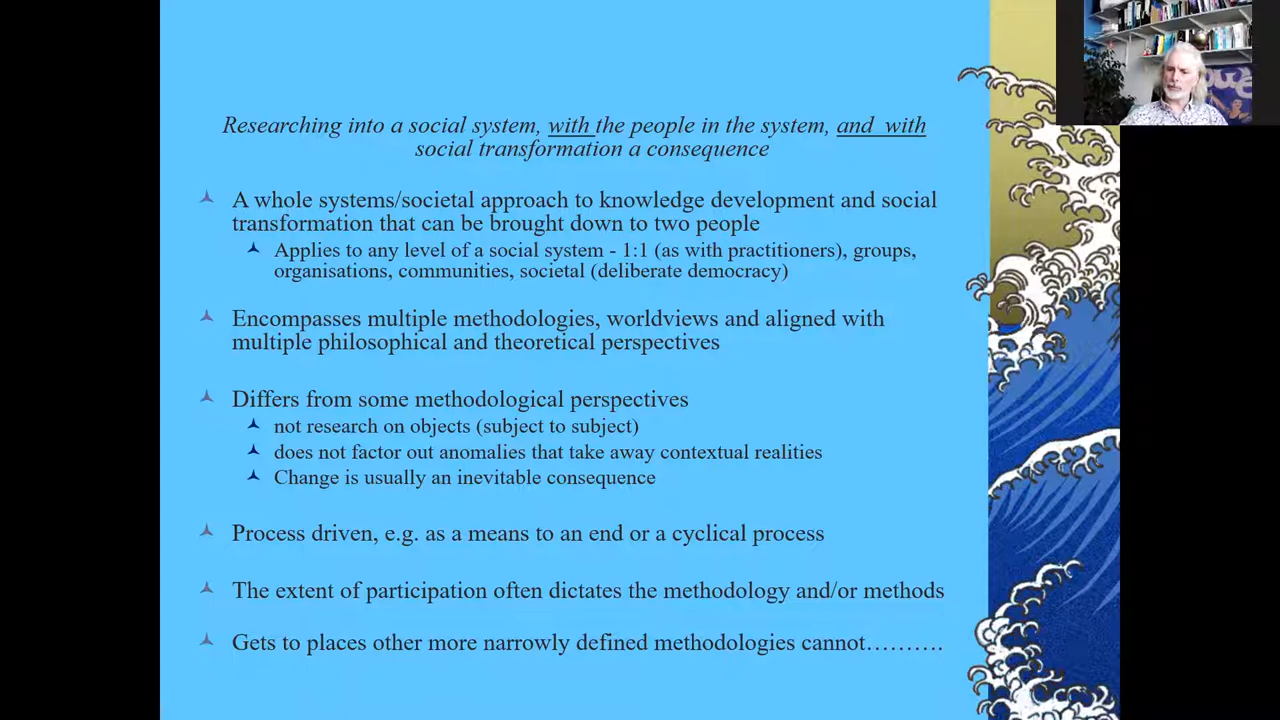 Researching into a social system, with the people in the system, and with
social transformation a consequence
A whole systems/societal approach to knowledge development and social
transformation that can be brought down to two people
Applies to any level of a social system - 1:1 (as with practitioners), groups,
organisations, communities, societal (deliberate democracy)
Encompasses multiple methodologies, worldviews and aligned with
multiple philosophical and theoretical perspectives
Differs from some methodological perspectives
not research on objects (subject to subject)
does not factor out anomalies that take away contextual realities
Change is usually an inevitable consequence
Process driven, e.g. as a means to an end or a cyclical process
The extent of participation often dictates the methodology and/or methods
Gets to places other more narrowly defined methodologies cannot……….